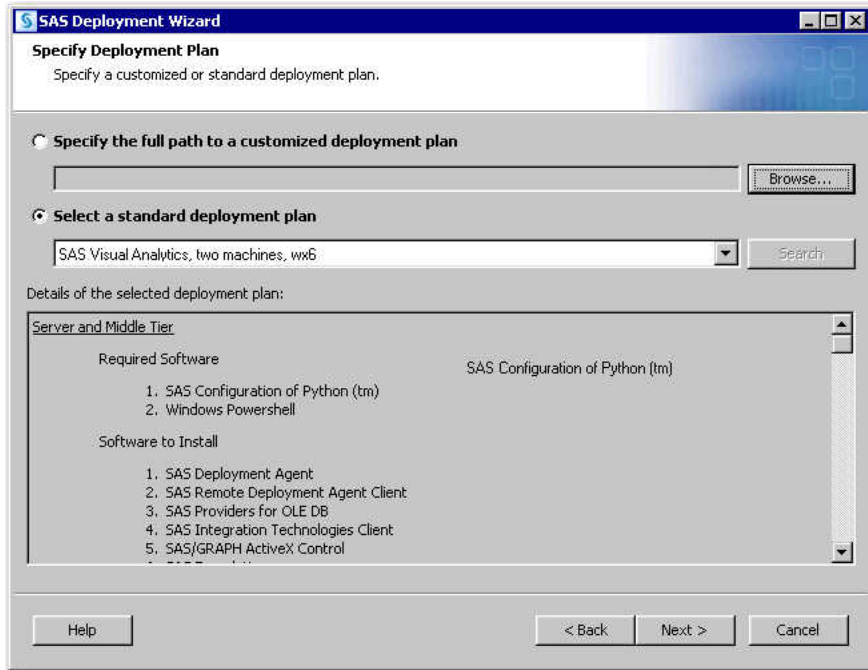 SAS Deployment Wizard
Specify Deployment Plan
Specify a customized or standard deployment plan.
Specify the full path to a customized deployment plan
Browse...
Select a standard deployment plan
SAS Visual Analytics, two machines, wx6
Search
Details of the selected deployment plan:
Server and Middle Tier
Required Software
SAS Configuration of Python (tm)
1. SAS Configuration of Python (tm)
2. Windows Powershell
Software to Install
1. SAS Deployment Agent
2. SAS Remote Deployment Agent Client
3. SAS Providers for OLE DB
4. SAS Integration Technologies Client
5. SAS/GRAPH ActiveX Control
Help
< Back
Next >
Cancel